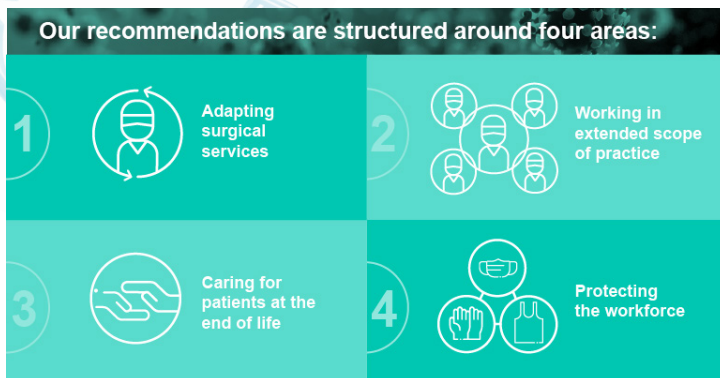 Our recommendations are structured around four areas:
1
Adapting
surgical
services
2
Working in
extended scope
of practice
3
Caring for
patients at the
end of life
4
Protecting
the workforce